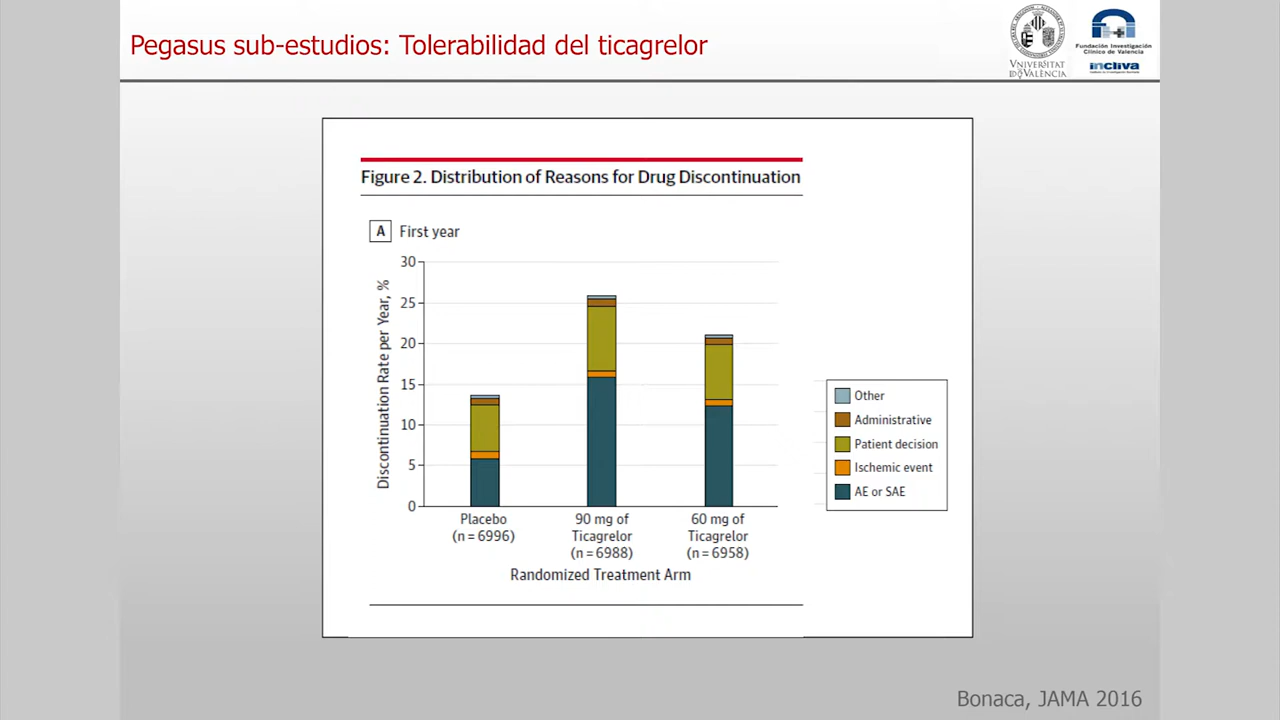 Pegasus sub-estudios: Tolerabilidad del ticagrelor
VNIVERSITAT
DE VALÈNCIA
Fundación Investigación
Clínico de Valencia
incliva
Figure 2. Distribution of Reasons for Drug Discontinuation
A First year
Discontinuation Rate per Year, %
30
25
20
15
10
5
0
Placebo
(n = 6996)
90 mg of
Ticagrelor
(n = 6988)
60 mg of
Ticagrelor
(n = 6958)
Randomized Treatment Arm
Other
Administrative
Patient decision
Ischemic event
AE or SAE
Bonaca, JAMA 2016